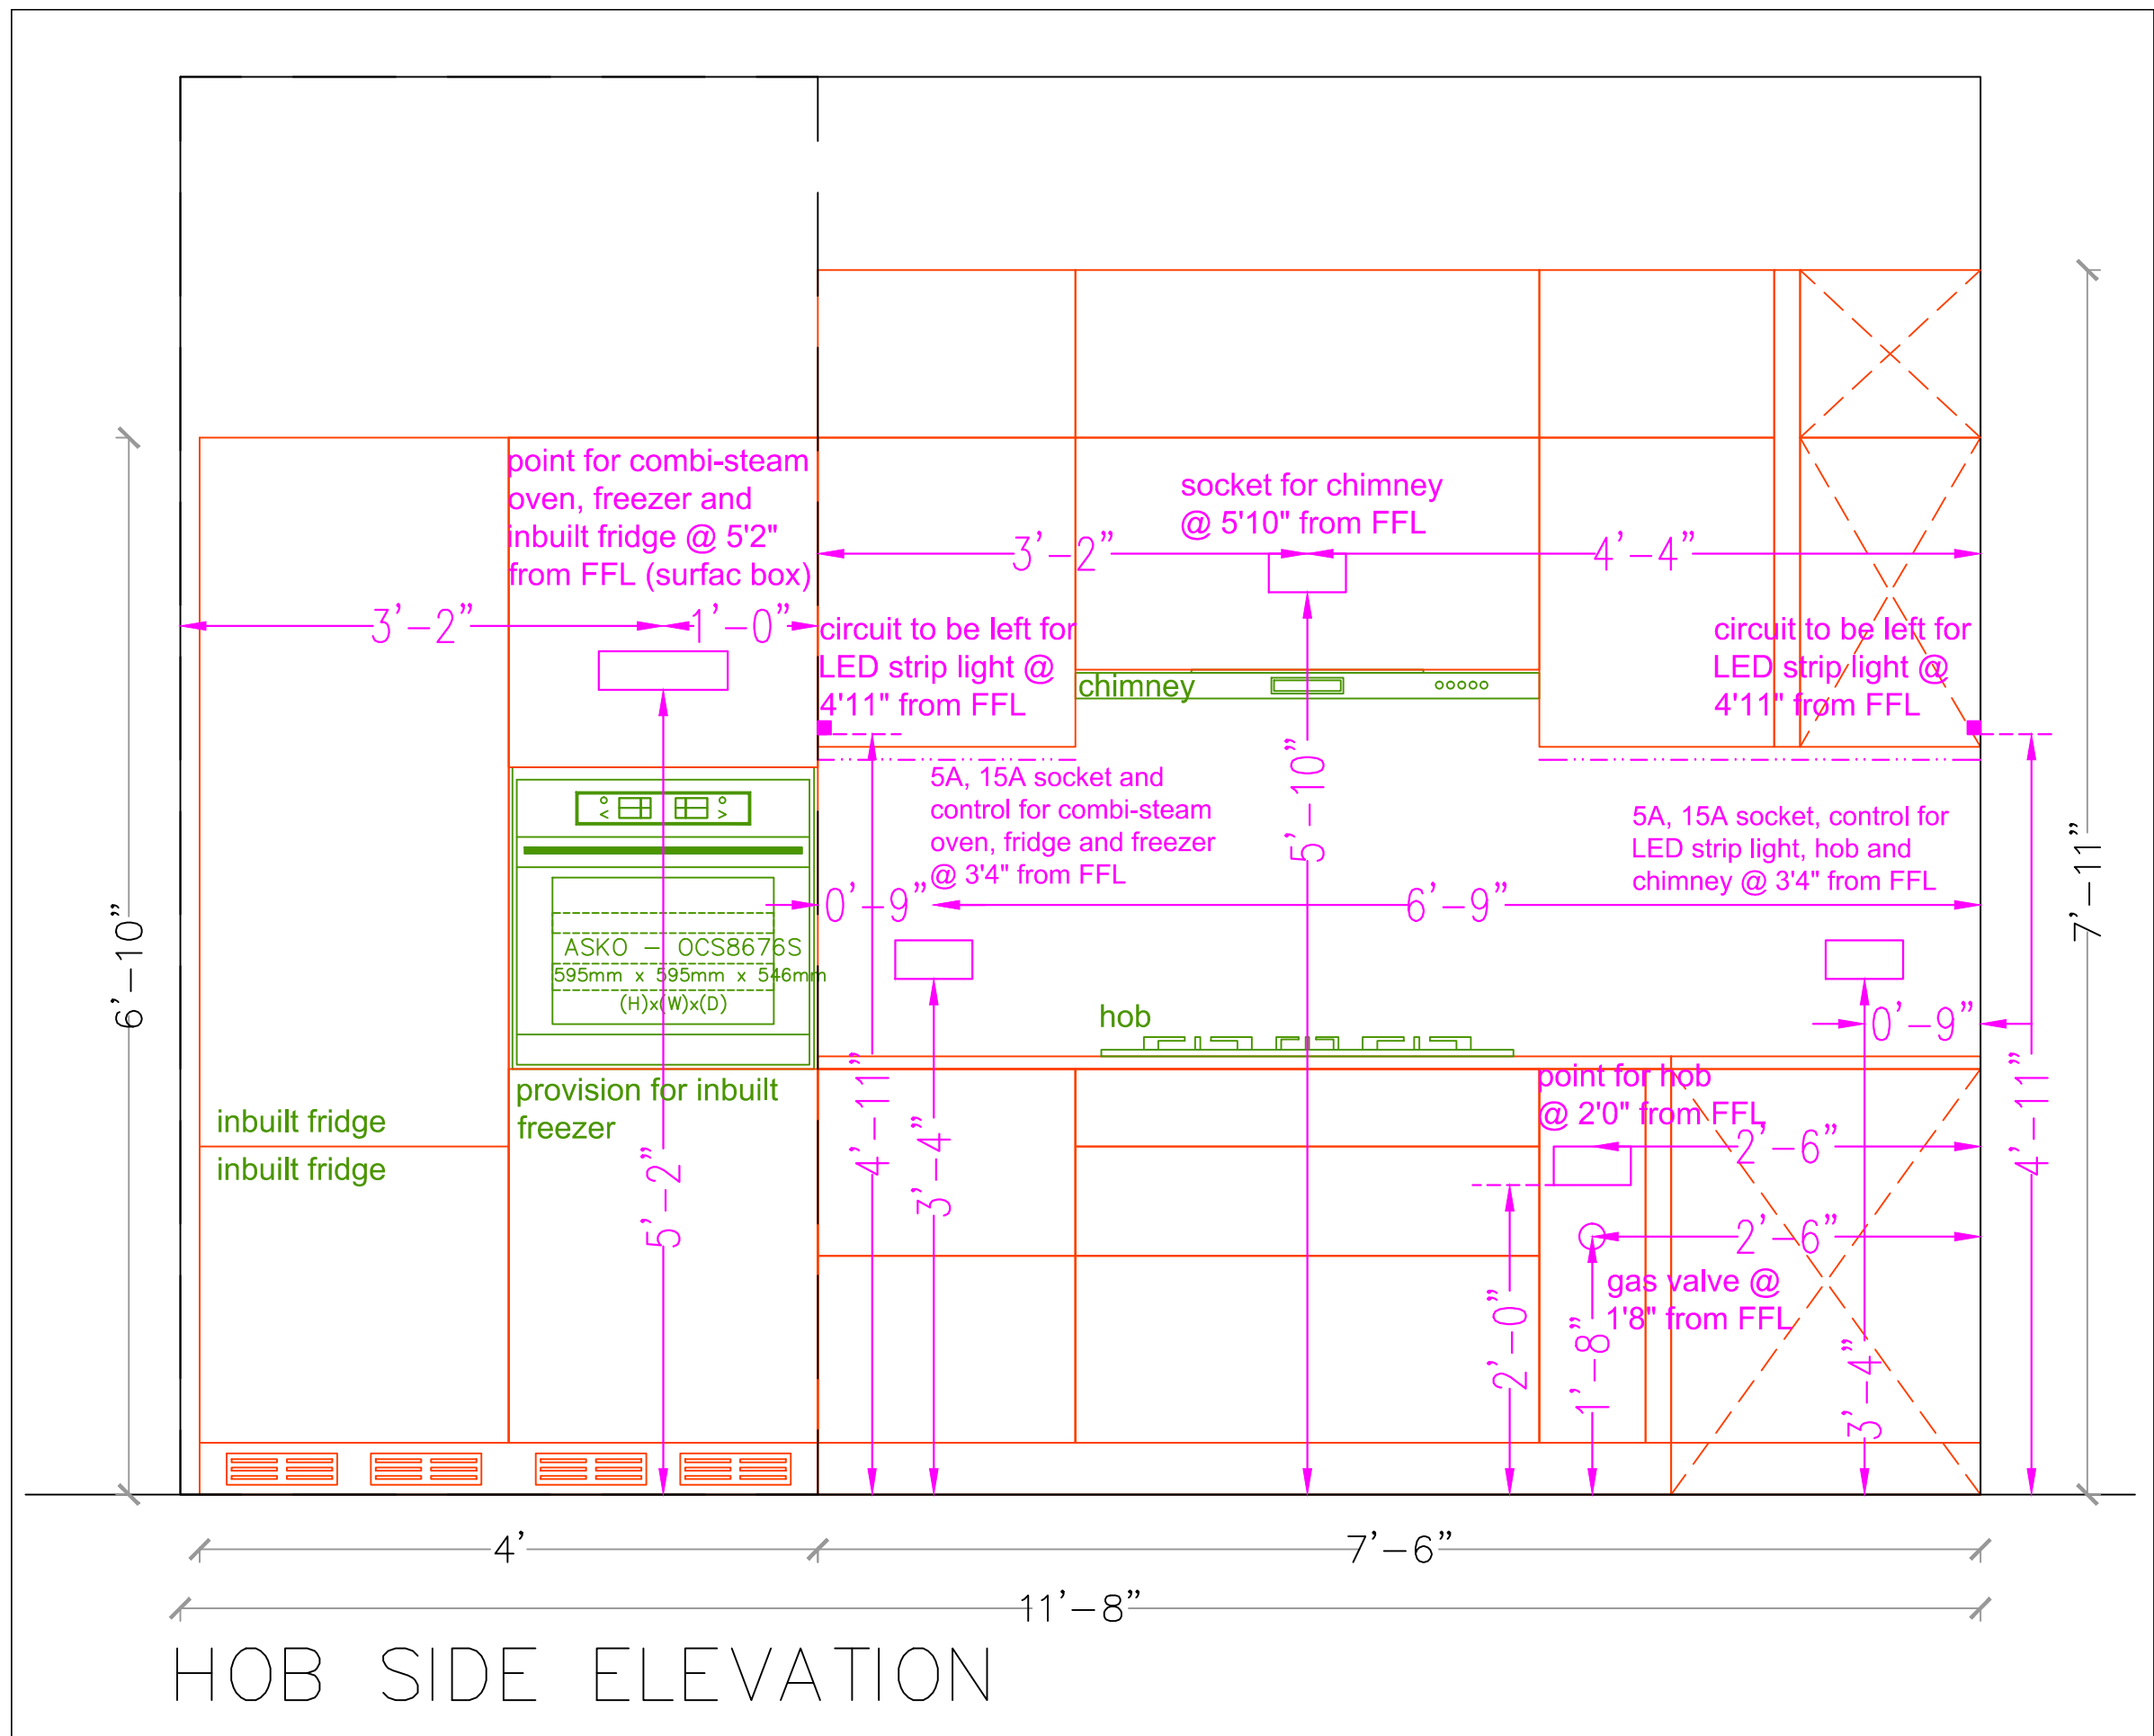 point for combi-steam
oven, freezer and
inbuilt fridge @ 5'2"
from FFL (surfac box)
socket for chimney
@ 5'10" from FFL
3'-2"
4'-4"
3'-2"
1'-0"
circuit to be left for
LED strip light @
4'11" from FFL
circuit to be left for
LED strip light @
4'11" from FFL
chimney
5A, 15A socket and
control for combi-steam
oven, fridge and freezer
@ 3'4" from FFL
5A, 15A socket, control for
LED strip light, hob and
chimney @ 3'4" from FFL
5'-10"
7'-11"
6'-10"
0'-9"
6'-9"
ASKO - OCS8676S
595mm x 595mm x 546mm
(H)x(W)x(D)
hob
0'-9"
provision for inbuilt
freezer
inbuilt fridge
inbuilt fridge
point for hob
@ 2'0" from FFL
4'-11"
3'-4"
5'-2"
2'-6"
4'-11"
2'-6"
gas valve @
1'8" from FFL
2'-0"
1'-8"
3'-4"
4'
7'-6"
11'-8"
HOB SIDE ELEVATION